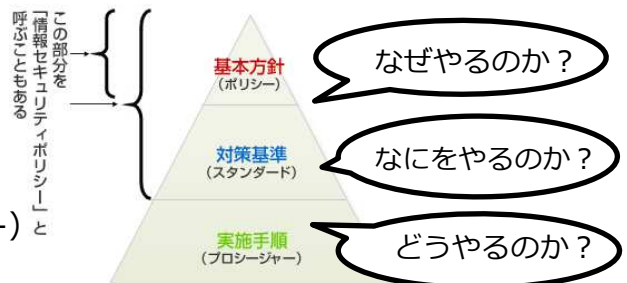 この部分を
「情報セキュリティポリシー」と
呼ぶこともある
基本方針
(ポリシー)
なぜやるのか？
対策基準
(スタンダード)
なにをやるのか？
実施手順
(プロシージャー)
どうやるのか？